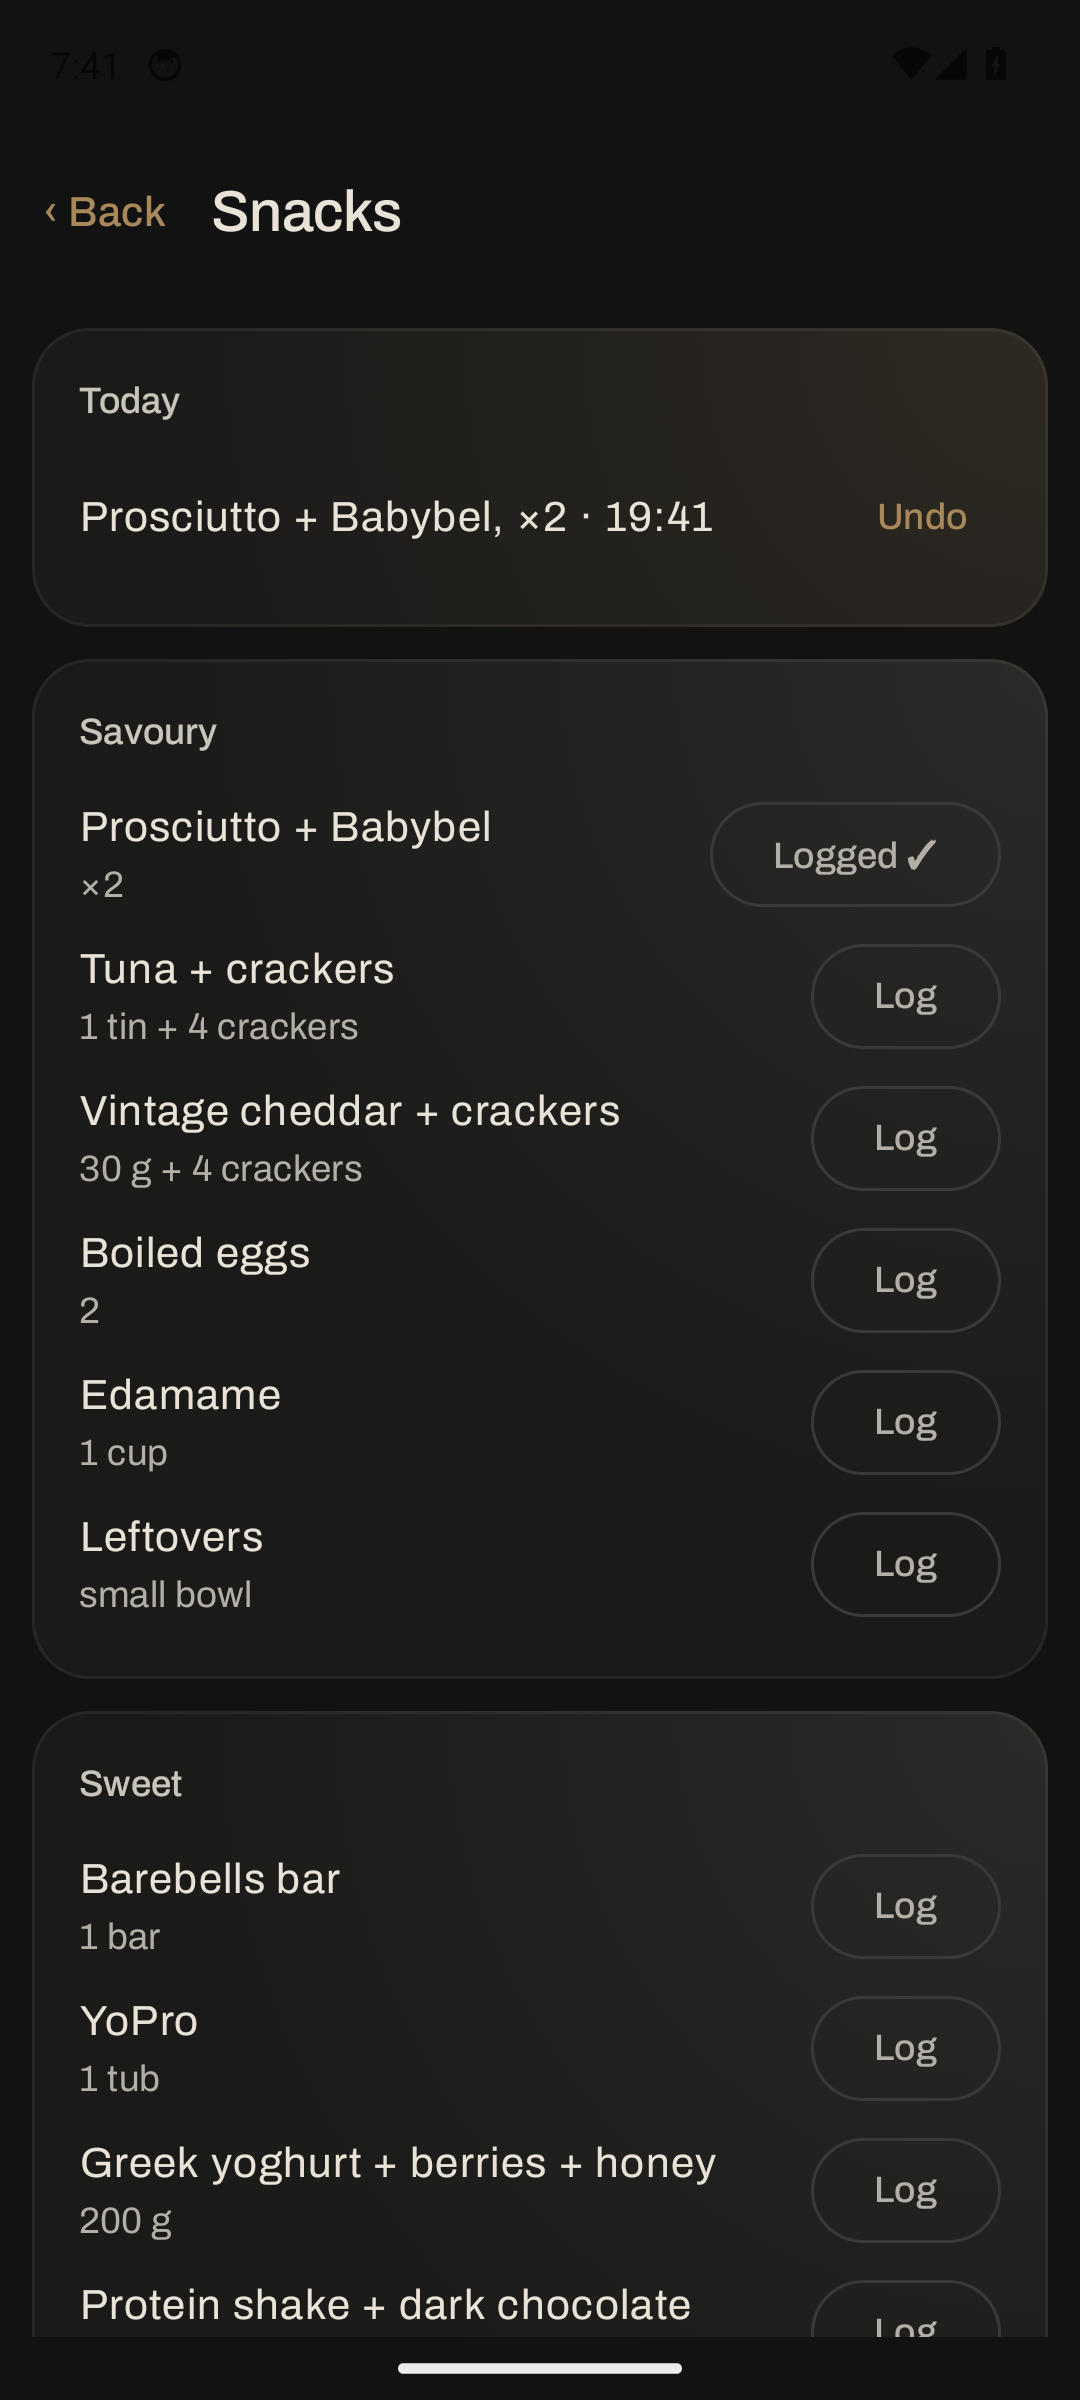 7:41
‹ Back Snacks
Today
Prosciutto + Babybel, ×2 · 19:41 Undo
Savoury
Prosciutto + Babybel
×2
Logged ✓
Tuna + crackers
1 tin + 4 crackers
Log
Vintage cheddar + crackers
30 g + 4 crackers
Log
Boiled eggs
2
Log
Edamame
1 cup
Log
Leftovers
small bowl
Log
Sweet
Barebells bar
1 bar
Log
YoPro
1 tub
Log
Greek yoghurt + berries + honey
200 g
Log
Protein shake + dark chocolate
Log